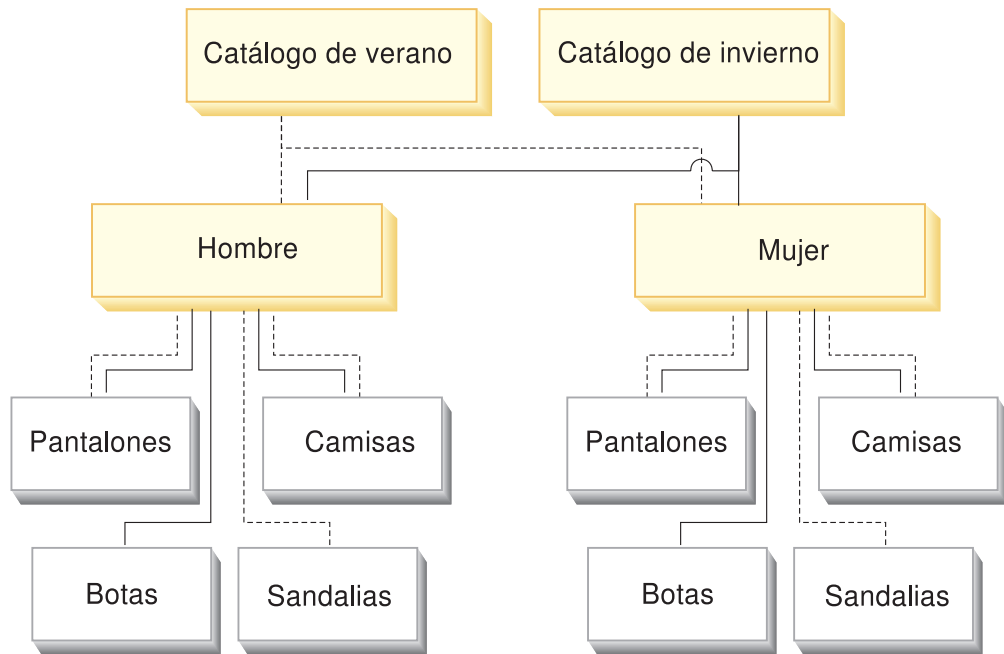 Catálogo de verano
Catálogo de invierno
Hombre
Mujer
Pantalones
Camisas
Pantalones
Camisas
Botas
Sandalias
Botas
Sandalias